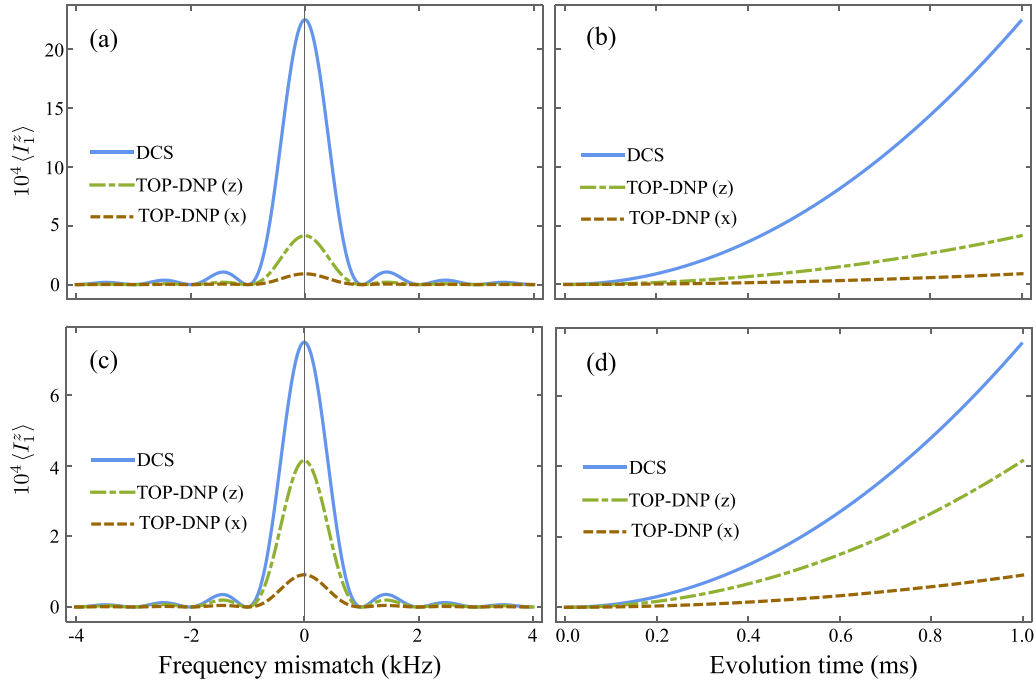 (a)
20
15
10
5
0
10⁴ ⟨I₁ᶻ⟩
DCS
TOP-DNP (z)
TOP-DNP (x)
(b)
DCS
TOP-DNP (z)
TOP-DNP (x)
(c)
6
4
2
0
10⁴ ⟨I₁ᶻ⟩
DCS
TOP-DNP (z)
TOP-DNP (x)
-4 -2 0 2 4
Frequency mismatch (kHz)
(d)
DCS
TOP-DNP (z)
TOP-DNP (x)
0.0 0.2 0.4 0.6 0.8 1.0
Evolution time (ms)